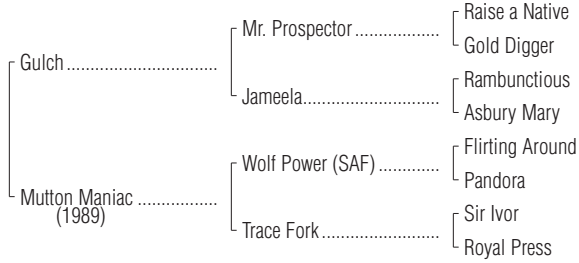 Raise a Native
Mr. Prospector ..................
Gold Digger
Gulch ................................
Rambunctious
Jameela.............................
Asbury Mary
Flirting Around
Wolf Power (SAF) .............
Pandora
Mutton Maniac .................
(1989)
Sir Ivor
Trace Fork.........................
Royal Press